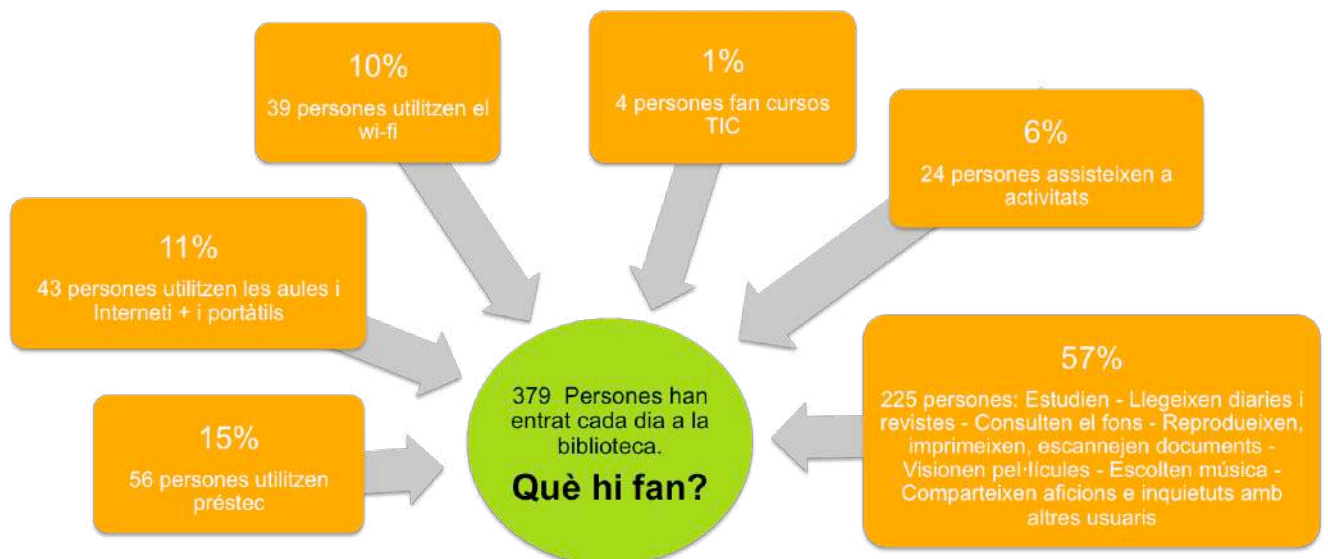 10%
39 persones utilitzen el
wi-fi
1%
4 persones fan cursos
TIC
6%
24 persones assisteixen a
activitats
11%
43 persones utilitzen les aules i
Interneti + i portàtils
57%
225 persones: Estudien - Llegeixen diaries i
revistes - Consulten el fons - Reprodueixen,
imprimeixen, escannejen documents -
Visionen pel·lícules - Escolten música -
Comparteixen aficions e inquietuts amb
altres usuaris
15%
56 persones utilitzen
préstec
379 Persones han
entrat cada dia a la
biblioteca.
Què hi fan?